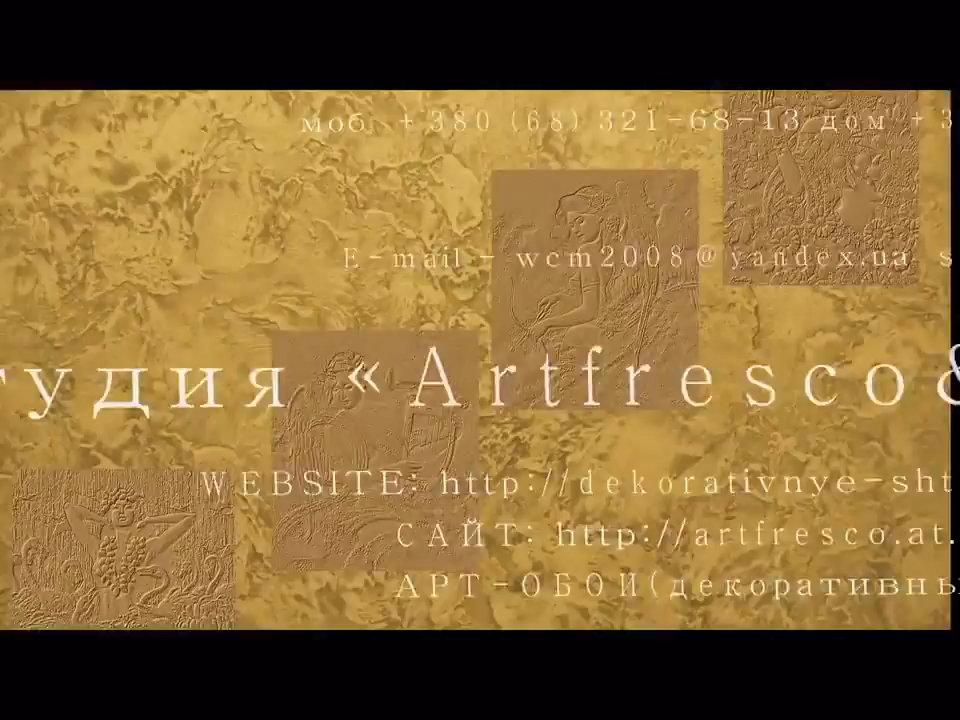 моб +380 (68) 321-68-13 дом +3
E-mail - wcm2008@yandex.ua s
тудия «Artfresco&
WEBSITE: http://dekorativnye-sht
САЙТ: http://artfresco.at.
АРТ-ОБОИ(декоративны